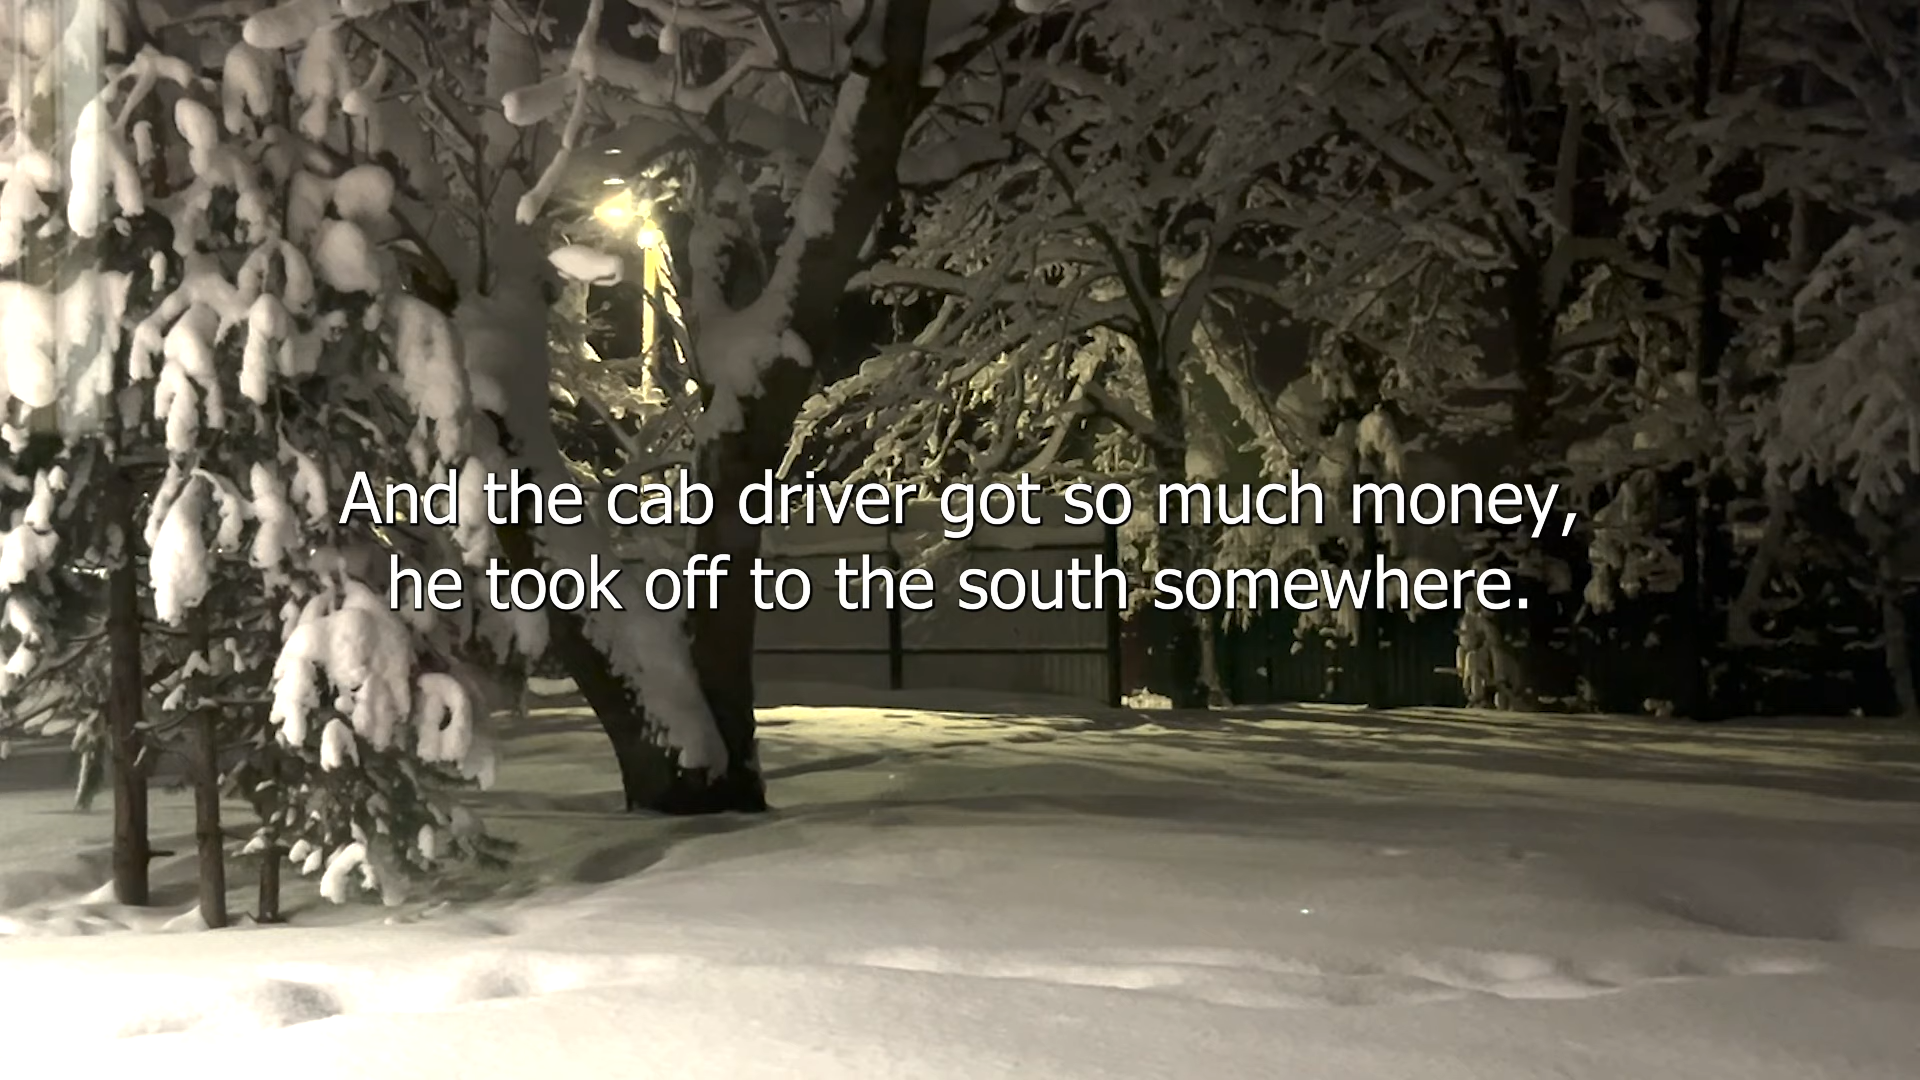 And the cab driver got so much money,
he took off to the south somewhere.